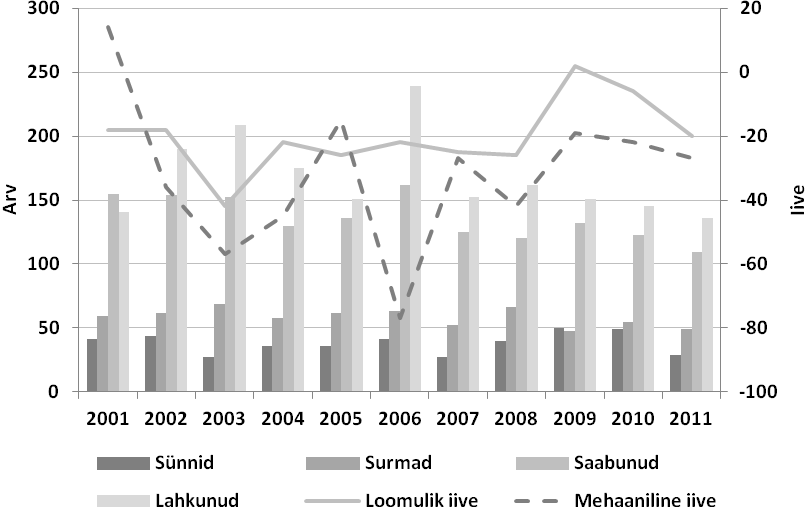 300
250
200
150
100
50
0
Arv
20
0
-20
-40
-60
-80
-100
Iive
2001 2002 2003 2004 2005 2006 2007 2008 2009 2010 2011
Sünnid Surmad Saabunud
Lahkunud Loomulik iive Mehaaniline iive